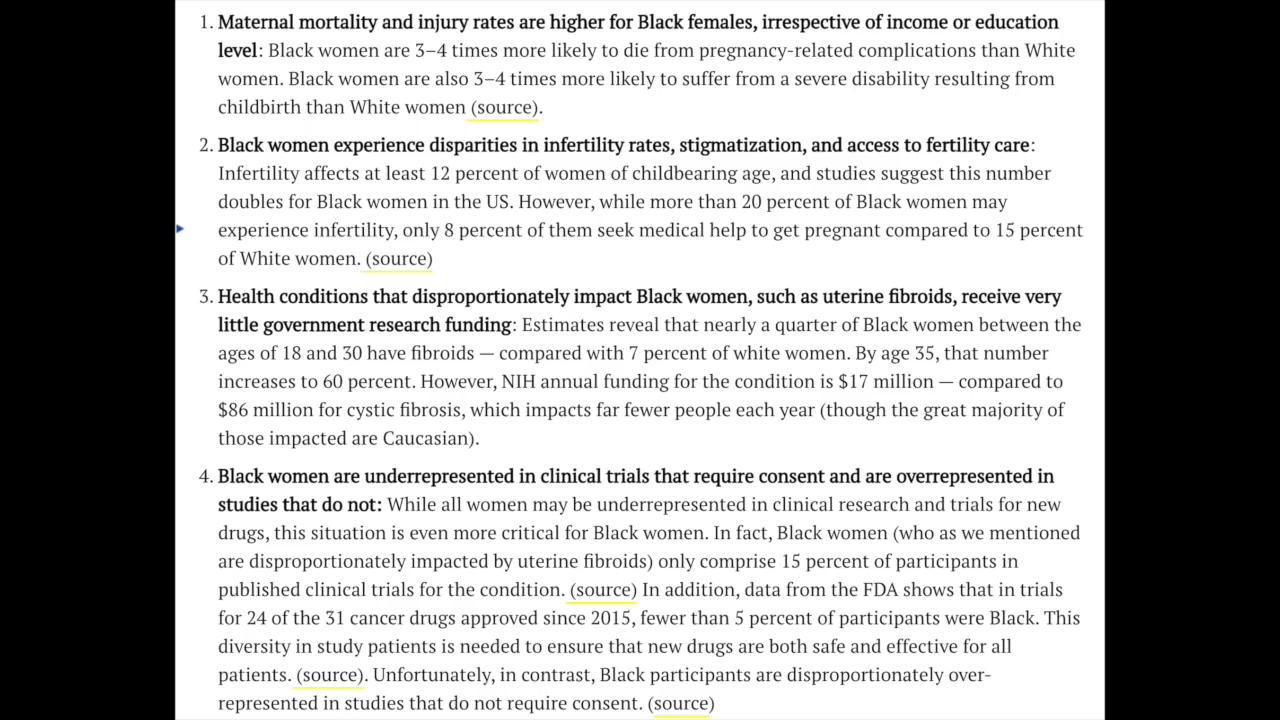 1. Maternal mortality and injury rates are higher for Black females, irrespective of income or education
level: Black women are 3–4 times more likely to die from pregnancy-related complications than White
women. Black women are also 3–4 times more likely to suffer from a severe disability resulting from
childbirth than White women (source).
2. Black women experience disparities in infertility rates, stigmatization, and access to fertility care:
Infertility affects at least 12 percent of women of childbearing age, and studies suggest this number
doubles for Black women in the US. However, while more than 20 percent of Black women may
experience infertility, only 8 percent of them seek medical help to get pregnant compared to 15 percent
of White women. (source)
3. Health conditions that disproportionately impact Black women, such as uterine fibroids, receive very
little government research funding: Estimates reveal that nearly a quarter of Black women between the
ages of 18 and 30 have fibroids — compared with 7 percent of white women. By age 35, that number
increases to 60 percent. However, NIH annual funding for the condition is $17 million — compared to
$86 million for cystic fibrosis, which impacts far fewer people each year (though the great majority of
those impacted are Caucasian).
4. Black women are underrepresented in clinical trials that require consent and are overrepresented in
studies that do not: While all women may be underrepresented in clinical research and trials for new
drugs, this situation is even more critical for Black women. In fact, Black women (who as we mentioned
are disproportionately impacted by uterine fibroids) only comprise 15 percent of participants in
published clinical trials for the condition. (source) In addition, data from the FDA shows that in trials
for 24 of the 31 cancer drugs approved since 2015, fewer than 5 percent of participants were Black. This
diversity in study patients is needed to ensure that new drugs are both safe and effective for all
patients. (source). Unfortunately, in contrast, Black participants are disproportionately over-
represented in studies that do not require consent. (source)